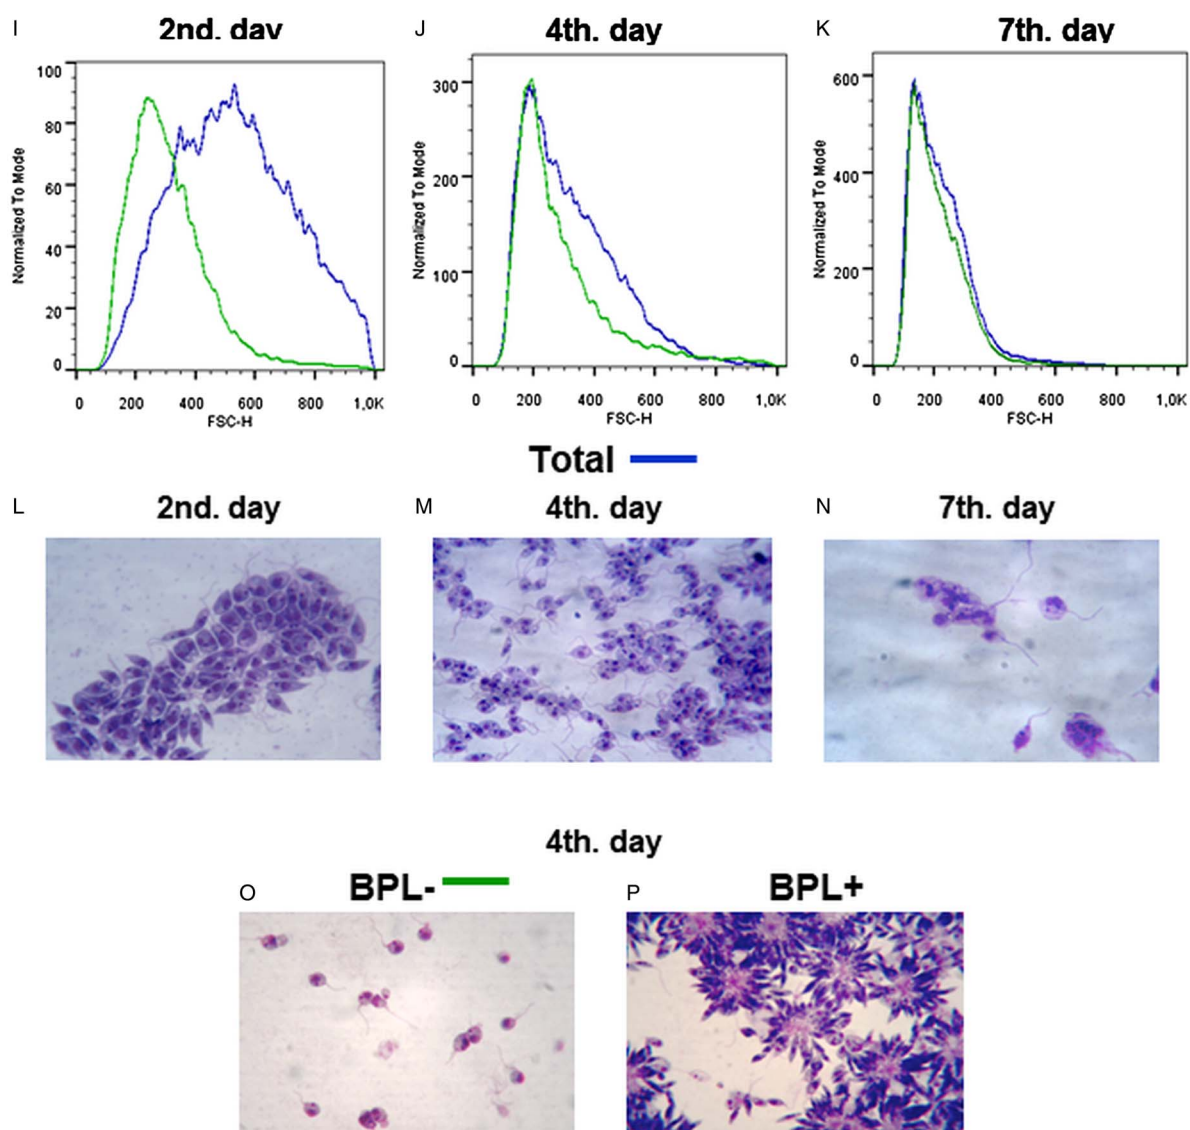 I 2nd. day J 4th. day K 7th. day
100
80
60
40
20
0
Normalized To Mode
0 200 400 600 800 1,0K
FSC-H
300
200
100
0
Normalized To Mode
0 200 400 600 800 1,0K
FSC-H
600
400
200
0
Normalized To Mode
0 200 400 600 800 1,0K
FSC-H
Total
L 2nd. day M 4th. day N 7th. day
4th. day
O BPL- P BPL+